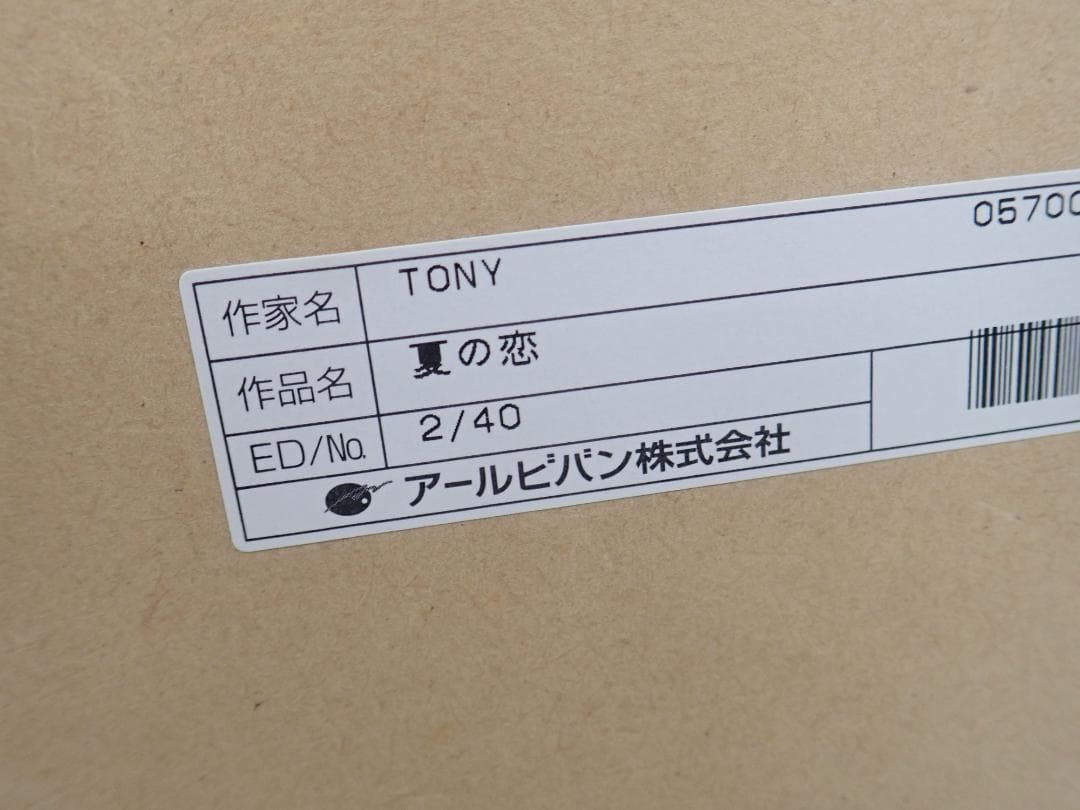 作家名 TONY 05700
作品名 夏の恋
ED/No. 2/40
アールビバン株式会社